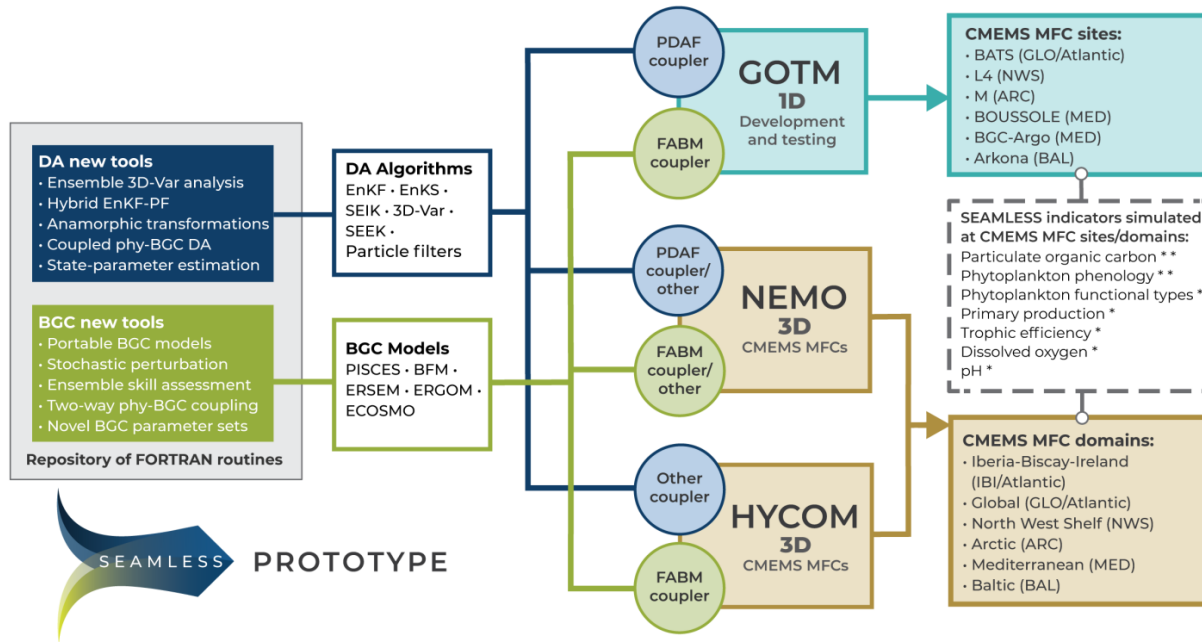 DA new tools
· Ensemble 3D-Var analysis
· Hybrid EnKF-PF
· Anamorphic transformations
· Coupled phy-BGC DA
· State-parameter estimation
BGC new tools
· Portable BGC models
· Stochastic perturbation
· Ensemble skill assessment
· Two-way phy-BGC coupling
· Novel BGC parameter sets
Repository of FORTRAN routines
DA Algorithms
EnKF · EnKS ·
SEIK · 3D-Var ·
SEEK ·
Particle filters
BGC Models
PISCES · BFM ·
ERSEM · ERGOM ·
ECOSMO
PDAF
coupler
FABM
coupler
GOTM
1D
Development
and testing
PDAF
coupler/
other
FABM
coupler/
other
NEMO
3D
CMEMS MFCs
Other
coupler
FABM
coupler
HYCOM
3D
CMEMS MFCs
CMEMS MFC sites:
· BATS (GLO/Atlantic)
· L4 (NWS)
· M (ARC)
· BOUSSOLE (MED)
· BGC-Argo (MED)
· Arkona (BAL)
SEAMLESS indicators simulated
at CMEMS MFC sites/domains:
Particulate organic carbon * *
Phytoplankton phenology * *
Phytoplankton functional types *
Primary production *
Trophic efficiency *
Dissolved oxygen *
pH *
CMEMS MFC domains:
· Iberia-Biscay-Ireland
(IBI/Atlantic)
· Global (GLO/Atlantic)
· North West Shelf (NWS)
· Arctic (ARC)
· Mediterranean (MED)
· Baltic (BAL)
SEAMLESS PROTOTYPE